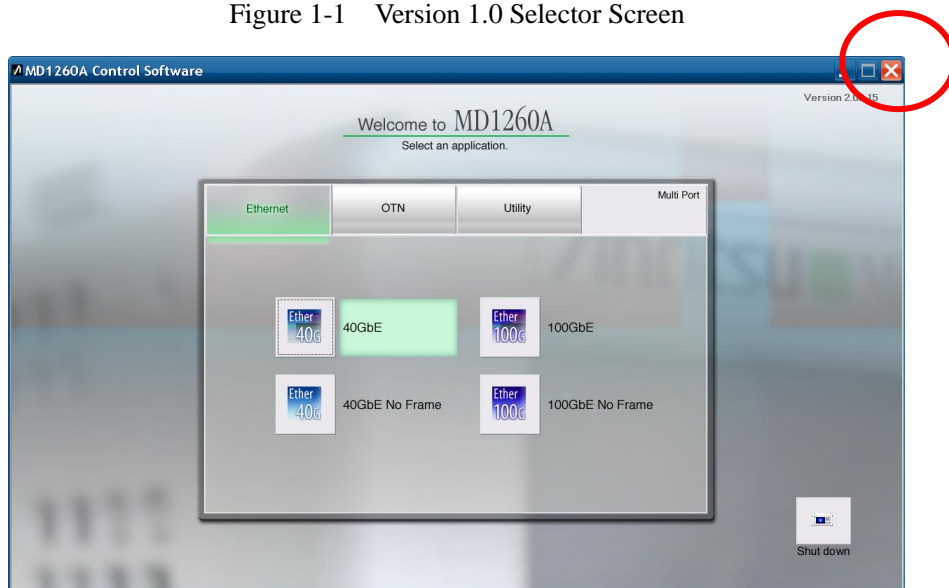 Figure 1-1 Version 1.0 Selector Screen
MD1260A Control Software
Welcome to MD1260A
Select an application.
Ethernet
OTN
Utility
Multi Port
Ether
40G
40GbE
Ether
100G
100GbE
Ether
40G
40GbE No Frame
Ether
100G
100GbE No Frame
Shut down